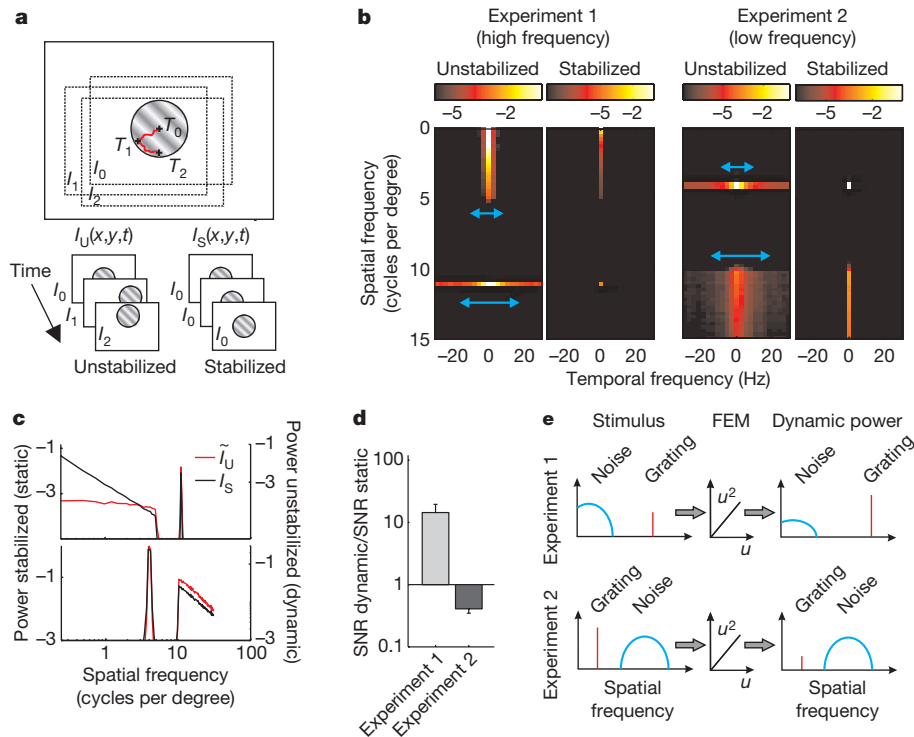 a
T0
T1
T2
I0
I1
I2
IU(x,y,t)
IS(x,y,t)
Time
I0
I1
I2
I0
I0
I0
Unstabilized
Stabilized
b
Experiment 1
(high frequency)
Experiment 2
(low frequency)
Unstabilized
Stabilized
Unstabilized
Stabilized
−5 −2
−5 −2
−5 −2
−5 −2
Spatial frequency
(cycles per degree)
0
5
10
15
−20 0 20
−20 0 20
−20 0 20
−20 0 20
Temporal frequency (Hz)
c
Power stabilized (static)
−1
−3
−1
−3
ĨU
IS
−1
−3
−1
−3
Power unstabilized (dynamic)
1 10 100
Spatial frequency
(cycles per degree)
d
SNR dynamic/SNR static
100
10
1
0.1
Experiment 1
Experiment 2
e
Stimulus
FEM
Dynamic power
Experiment 1
Noise
Grating
u²
u
Noise
Grating
Experiment 2
Grating
Noise
u²
u
Grating
Noise
Spatial
frequency
Spatial
frequency